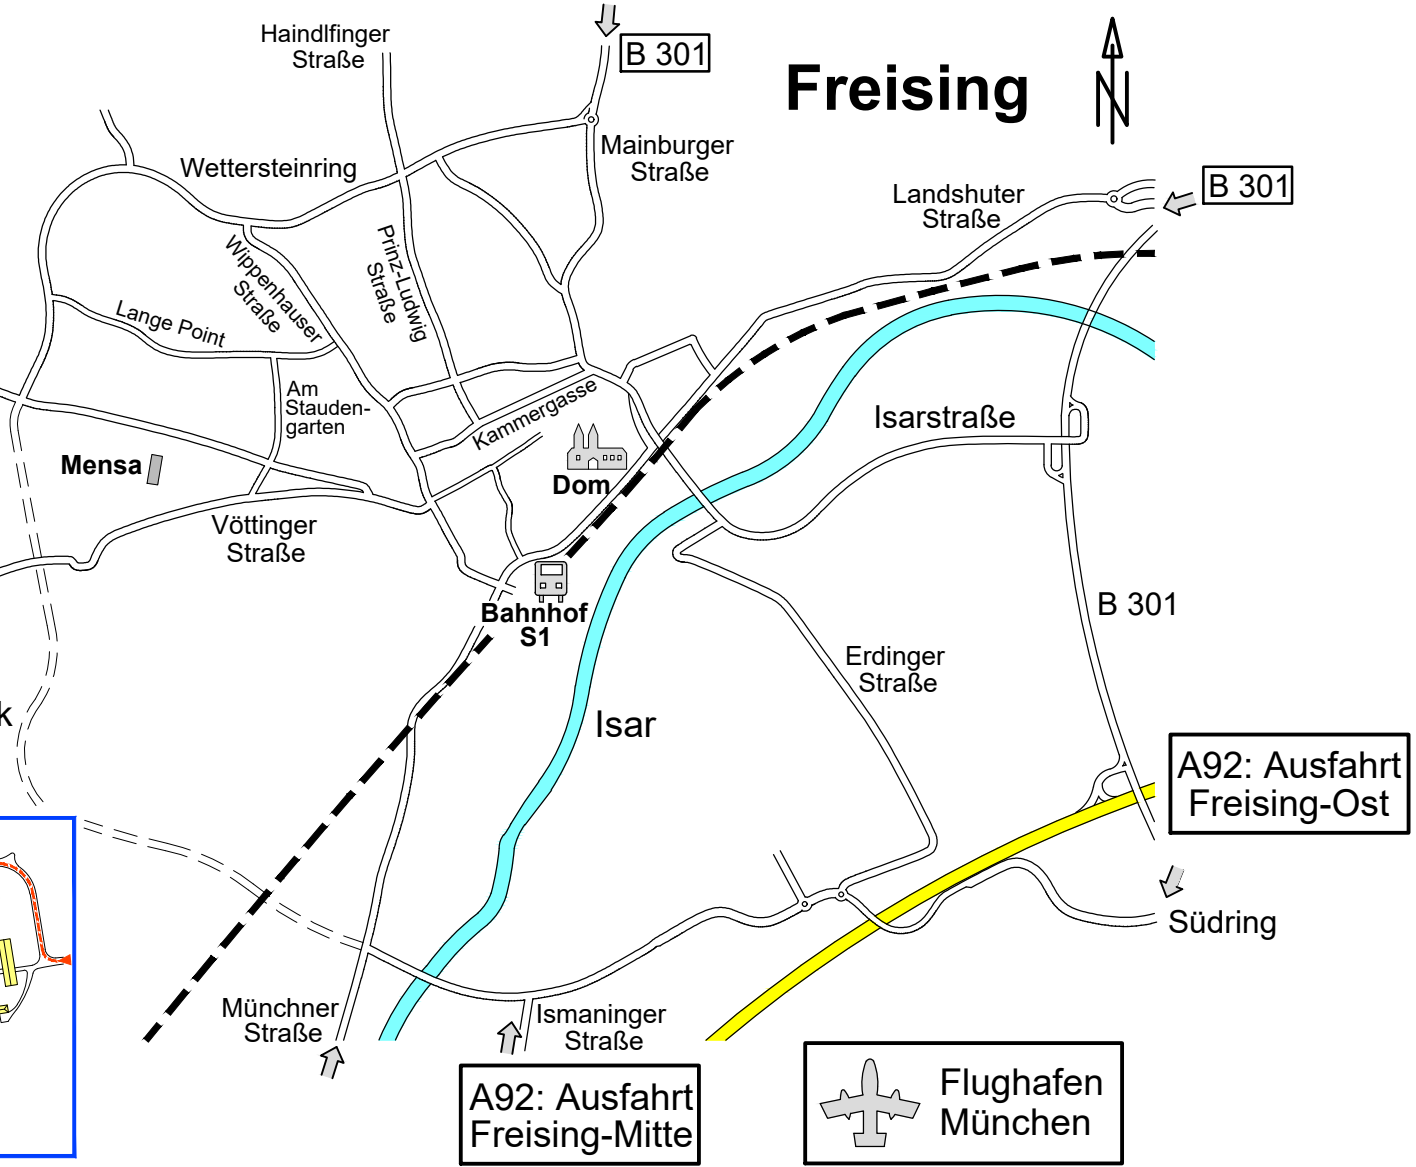 Haindlfinger
Straße
B 301
Freising
N
Mainburger
Straße
Wettersteinring
Landshuter
Straße
B 301
Wippenhauser
Straße
Prinz-Ludwig
Straße
Lange Point
Am
Stauden-
garten
Kammergasse
Isarstraße
Mensa
Dom
Vöttinger
Straße
Bahnhof
S1
B 301
Erdinger
Straße
k
Isar
A92: Ausfahrt
Freising-Ost
Südring
Münchner
Straße
Ismaninger
Straße
A92: Ausfahrt
Freising-Mitte
Flughafen
München